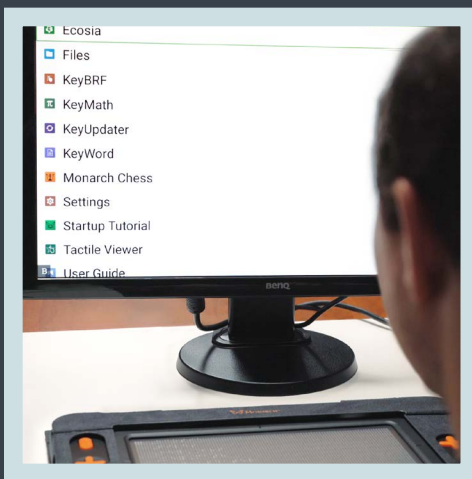 Ecosia
Files
KeyBRF
KeyMath
KeyUpdater
KeyWord
Monarch Chess
Settings
Startup Tutorial
Tactile Viewer
User Guide
BenQ